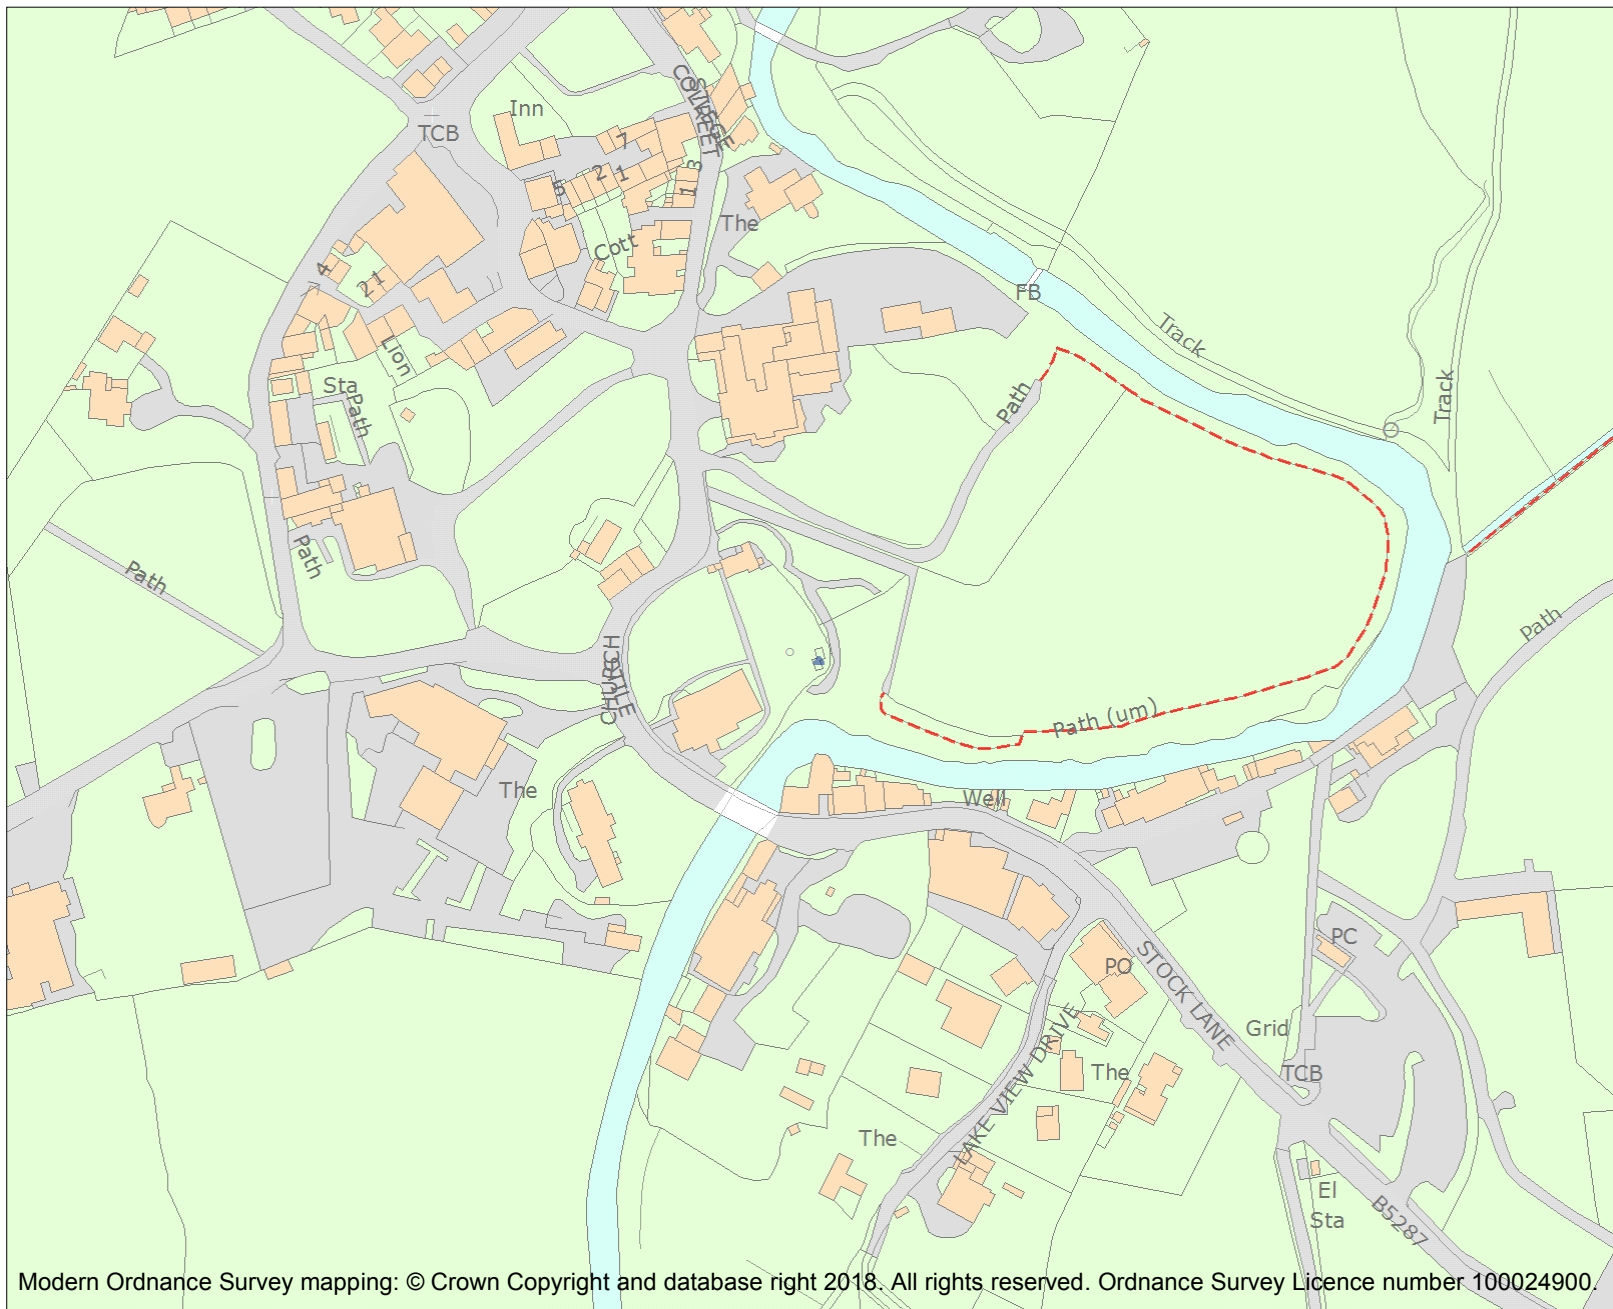 COLLEGE
STREET
Inn
TCB
7
2
1
5
3
1
The
Cott
4
2
1
FB
Track
Lion
Track
Sta
Path
Path
Path
Path
Path
CHURCH
STILE
Path (um)
The
Well
PC
PO
STOCK LANE
Grid
TCB
The
LAKE VIEW DRIVE
The
El
Sta
B5287
Modern Ordnance Survey mapping: © Crown Copyright and database right 2018. All rights reserved. Ordnance Survey Licence number 100024900.